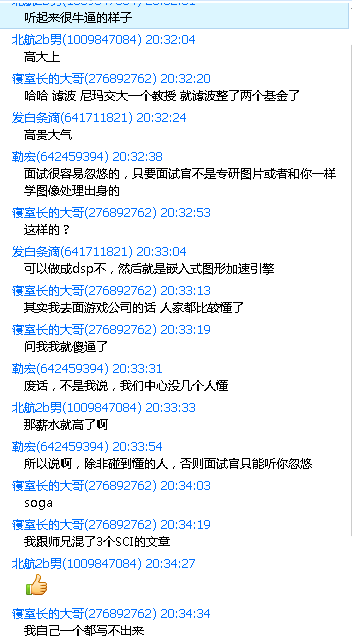 北航2b男(1009847084) 20:32:01
听起来很牛逼的样子
北航2b男(1009847084) 20:32:04
高大上
寝室长的大哥(276892762) 20:32:20
哈哈 滤波 尼玛交大一个教授 就滤波整了两个基金了
发白条滴(641711821) 20:32:24
高贵大气
勒宏(642459394) 20:32:38
面试很容易忽悠的，只要面试官不是专研图片或者和你一样
学图像处理出身的
寝室长的大哥(276892762) 20:32:53
这样的？
发白条滴(641711821) 20:33:04
可以做成dsp不，然后就是嵌入式图形加速引擎
寝室长的大哥(276892762) 20:33:13
其实我去面游戏公司的话 人家都比较懂了
寝室长的大哥(276892762) 20:33:19
问我我就傻逼了
勒宏(642459394) 20:33:31
废话，不是我说，我们中心没几个人懂
北航2b男(1009847084) 20:33:33
那薪水就高了啊
勒宏(642459394) 20:33:54
所以说啊，除非碰到懂的人，否则面试官只能听你忽悠
寝室长的大哥(276892762) 20:34:03
soga
寝室长的大哥(276892762) 20:34:19
我跟师兄混了3个SCI的文章
北航2b男(1009847084) 20:34:27
寝室长的大哥(276892762) 20:34:34
我自己一个都写不出来